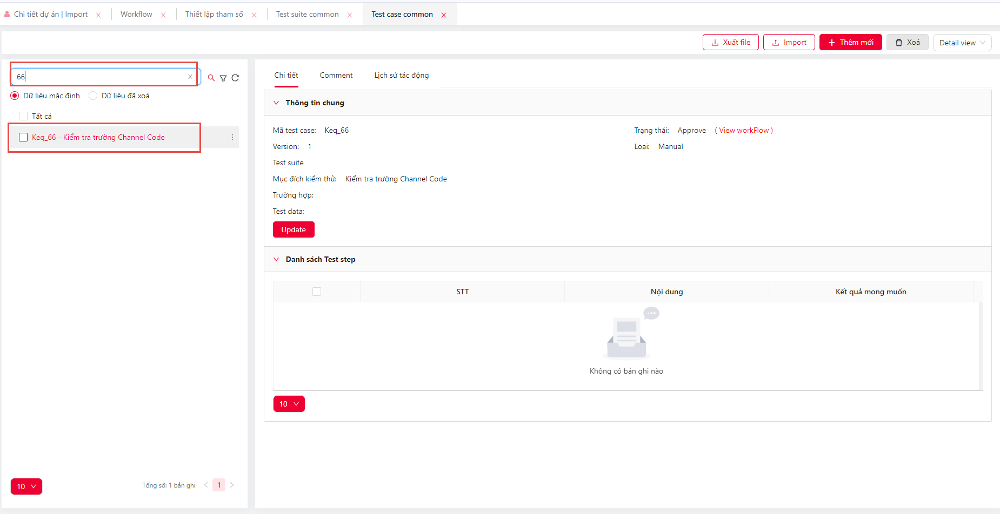 Chi tiết dự án | Import
Workflow
Thiết lập tham số
Test suite common
Test case common
Xuất file
Import
Thêm mới
Xoá
Detail view
66
Dữ liệu mặc định
Dữ liệu đã xoá
Tất cả
Keq_66 - Kiểm tra trường Channel Code
10
Tổng số: 1 bản ghi
1
Chi tiết
Comment
Lịch sử tác động
Thông tin chung
Mã test case: Keq_66
Trạng thái: Approve ( View workFlow )
Version: 1
Loại: Manual
Test suite
Mục đích kiểm thử: Kiểm tra trường Channel Code
Trường hợp:
Test data:
Update
Danh sách Test step
STT
Nội dung
Kết quả mong muốn
Không có bản ghi nào
10